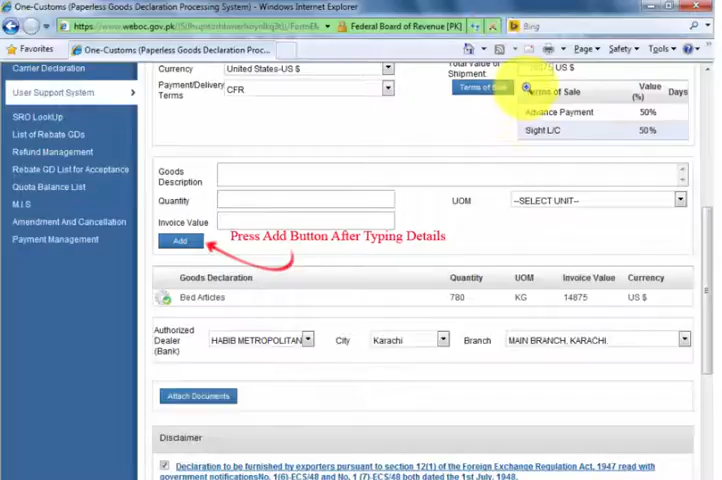 One-Customs (Paperless Goods Declaration Processing System) - Windows Internet Explorer
Federal Board of Revenue [PK]
Bing
Favorites
One-Customs (Paperless Goods Declaration Proc...
Page
Safety
Tools
Carrier Declaration
User Support System
SRO LookUp
List of Rebate GDs
Refund Management
Rebate GD List for Acceptance
Quota Balance List
M.I.S
Amendment And Cancellation
Payment Management
Currency
United States-US $
Total Value of Shipment:
US $
Payment/Delivery Terms
CFR
Terms of Sale
Terms of Sale
Value (%)
Days
Advance Payment
50%
Sight L/C
50%
Goods Description
Quantity
UOM
--SELECT UNIT--
Invoice Value
Add
Press Add Button After Typing Details
Goods Declaration
Quantity
UOM
Invoice Value
Currency
Bed Articles
780
KG
14875
US $
Authorized Dealer (Bank)
HABIB METROPOLITAN
City
Karachi
Branch
MAIN BRANCH, KARACHI.
Attach Documents
Disclaimer
Declaration to be furnished by exporters pursuant to section 12(1) of the Foreign Exchange Regulation Act, 1947 read with
government notificationsNo. 1(6)-ECS/48 and No. 1 (7)-ECS/48 both dated the 1st July, 1948.